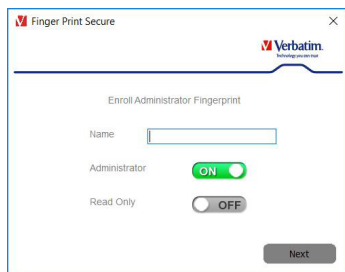 Finger Print Secure
Verbatim.
Technology you can trust
Enroll Administrator Fingerprint
Name
Administrator
ON
Read Only
OFF
Next